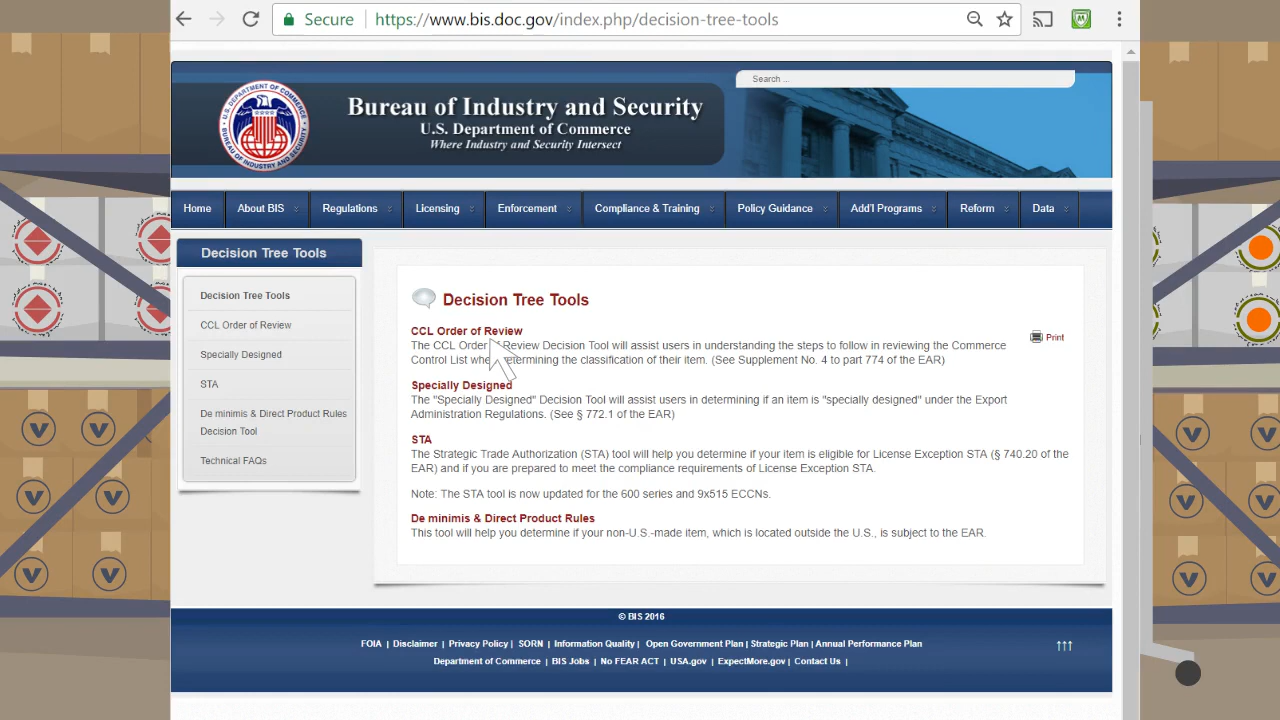 Secure https://www.bis.doc.gov/index.php/decision-tree-tools
Search ...
Bureau of Industry and Security
U.S. Department of Commerce
Where Industry and Security Intersect
Home About BIS Regulations Licensing Enforcement Compliance & Training Policy Guidance Add'l Programs Reform Data
Decision Tree Tools
Decision Tree Tools
CCL Order of Review
Specially Designed
STA
De minimis & Direct Product Rules
Decision Tool
Technical FAQs
Decision Tree Tools
Print
CCL Order of Review
The CCL Order of Review Decision Tool will assist users in understanding the steps to follow in reviewing the Commerce
Control List when determining the classification of their item. (See Supplement No. 4 to part 774 of the EAR)
Specially Designed
The "Specially Designed" Decision Tool will assist users in determining if an item is "specially designed" under the Export
Administration Regulations. (See § 772.1 of the EAR)
STA
The Strategic Trade Authorization (STA) tool will help you determine if your item is eligible for License Exception STA (§ 740.20 of the
EAR) and if you are prepared to meet the compliance requirements of License Exception STA.
Note: The STA tool is now updated for the 600 series and 9x515 ECCNs.
De minimis & Direct Product Rules
This tool will help you determine if your non-U.S.-made item, which is located outside the U.S., is subject to the EAR.
© BIS 2016
FOIA | Disclaimer | Privacy Policy | SORN | Information Quality | Open Government Plan | Strategic Plan | Annual Performance Plan
Department of Commerce | BIS Jobs | No FEAR ACT | USA.gov | ExpectMore.gov | Contact Us |